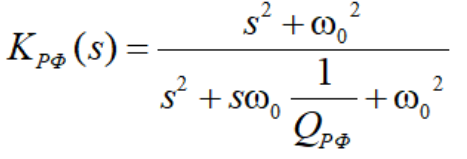 K_{РФ}(s) = \frac{s^2 + ω_0^2}{s^2 + sω_0 \frac{1}{Q_{РФ}} + ω_0^2}